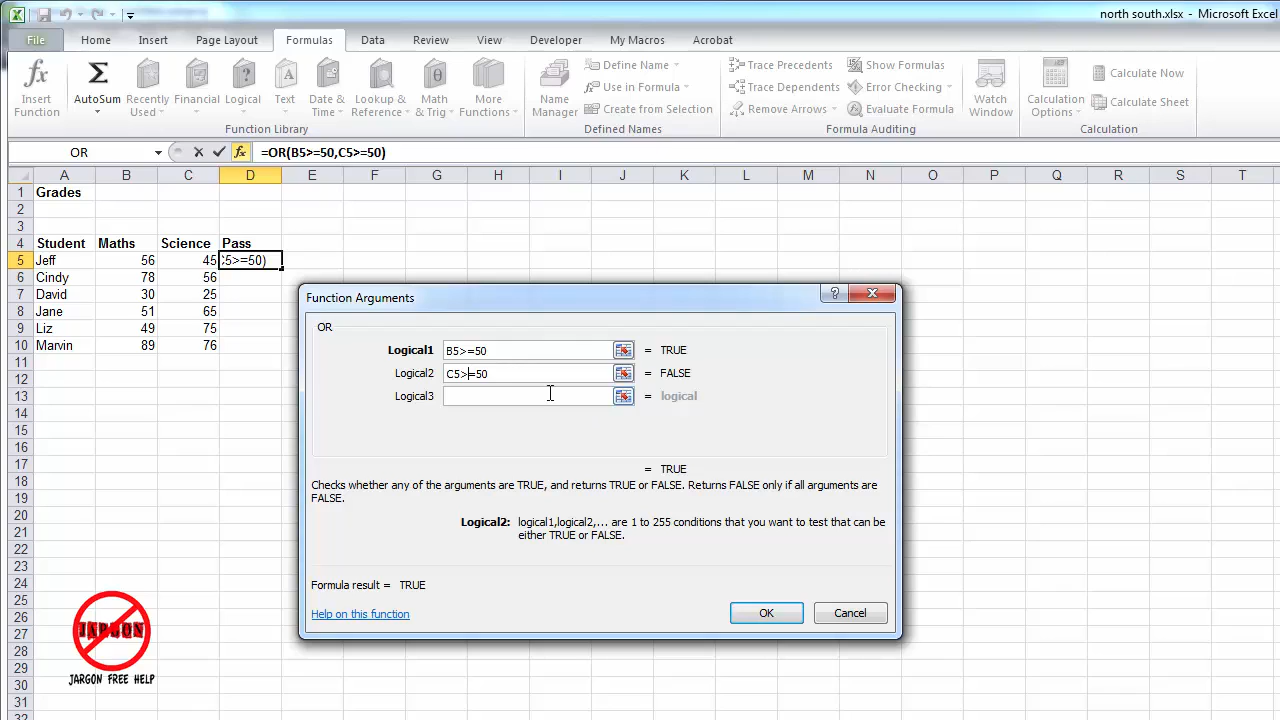 north south.xlsx - Microsoft Excel
File Home Insert Page Layout Formulas Data Review View Developer My Macros Acrobat
Insert Function
AutoSum
Recently Used
Financial
Logical
Text
Date & Time
Lookup & Reference
Math & Trig
More Functions
Function Library
Name Manager
Define Name
Use in Formula
Create from Selection
Defined Names
Trace Precedents
Trace Dependents
Remove Arrows
Show Formulas
Error Checking
Evaluate Formula
Formula Auditing
Watch Window
Calculation Options
Calculate Now
Calculate Sheet
Calculation
OR fx =OR(B5>=50,C5>=50)
A B C D E F G H I J K L M N O P Q R S T
1 Grades
2
3
4 Student Maths Science Pass
5 Jeff 56 45 C5>=50)
6 Cindy 78 56
7 David 30 25
8 Jane 51 65
9 Liz 49 75
10 Marvin 89 76
11
12
13
14
15
16
17
18
19
20
21
22
23
24
25
26
27
28
29
30
31
32
Function Arguments
OR
Logical1 B5>=50 = TRUE
Logical2 C5>=50 = FALSE
Logical3 = logical
= TRUE
Checks whether any of the arguments are TRUE, and returns TRUE or FALSE. Returns FALSE only if all arguments are
FALSE.
Logical2: logical1,logical2,... are 1 to 255 conditions that you want to test that can be
either TRUE or FALSE.
Formula result = TRUE
Help on this function
OK Cancel
JARGON
JARGON FREE HELP